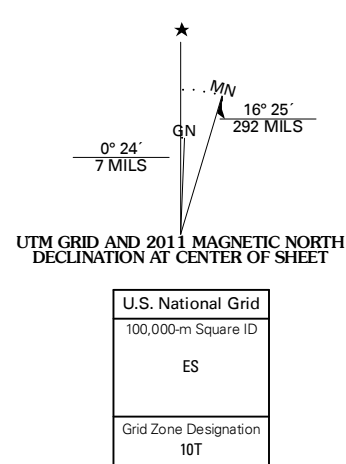 ★
MN
GN
16° 25´
292 MILS
0° 24´
7 MILS
UTM GRID AND 2011 MAGNETIC NORTH
DECLINATION AT CENTER OF SHEET
U.S. National Grid
100,000-m Square ID
ES
Grid Zone Designation
10T